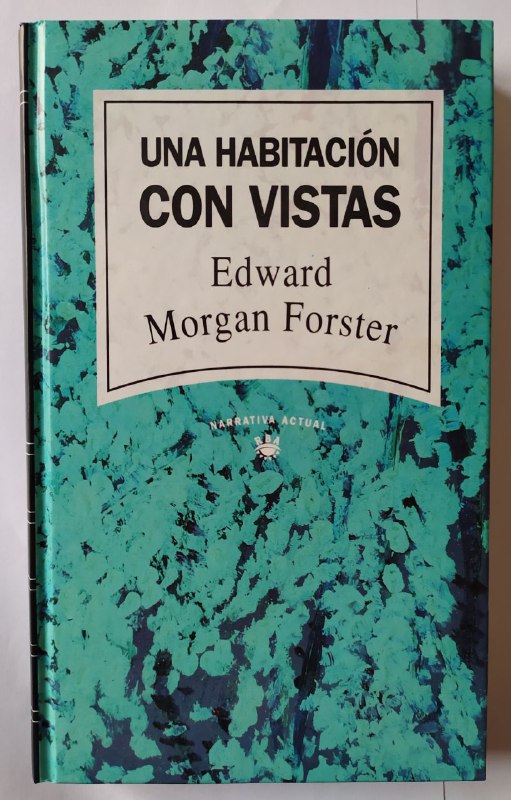 UNA HABITACIÓN
CON VISTAS
Edward
Morgan Forster
NARRATIVA ACTUAL
RBA